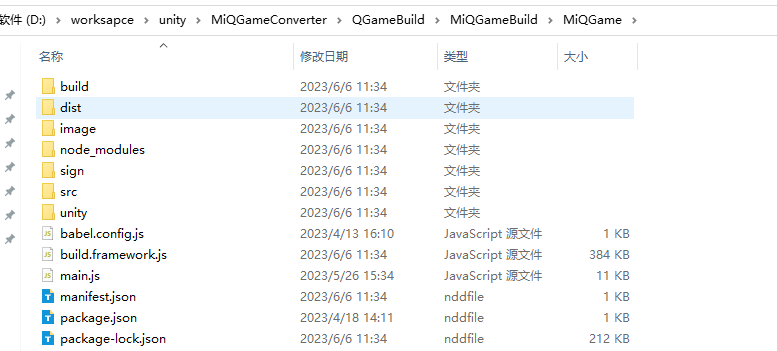 软件 (D:) › worksapce › unity › MiQGameConverter › QGameBuild › MiQGameBuild › MiQGame ›
名称 修改日期 类型 大小
build 2023/6/6 11:34 文件夹
dist 2023/6/6 11:34 文件夹
image 2023/6/6 11:34 文件夹
node_modules 2023/6/6 11:34 文件夹
sign 2023/6/6 11:34 文件夹
src 2023/6/6 11:34 文件夹
unity 2023/6/6 11:34 文件夹
babel.config.js 2023/4/13 16:10 JavaScript 源文件 1 KB
build.framework.js 2023/6/6 11:34 JavaScript 源文件 384 KB
main.js 2023/5/26 15:34 JavaScript 源文件 11 KB
manifest.json 2023/6/6 11:34 nddfile 1 KB
package.json 2023/4/18 14:11 nddfile 1 KB
package-lock.json 2023/6/6 11:34 nddfile 212 KB